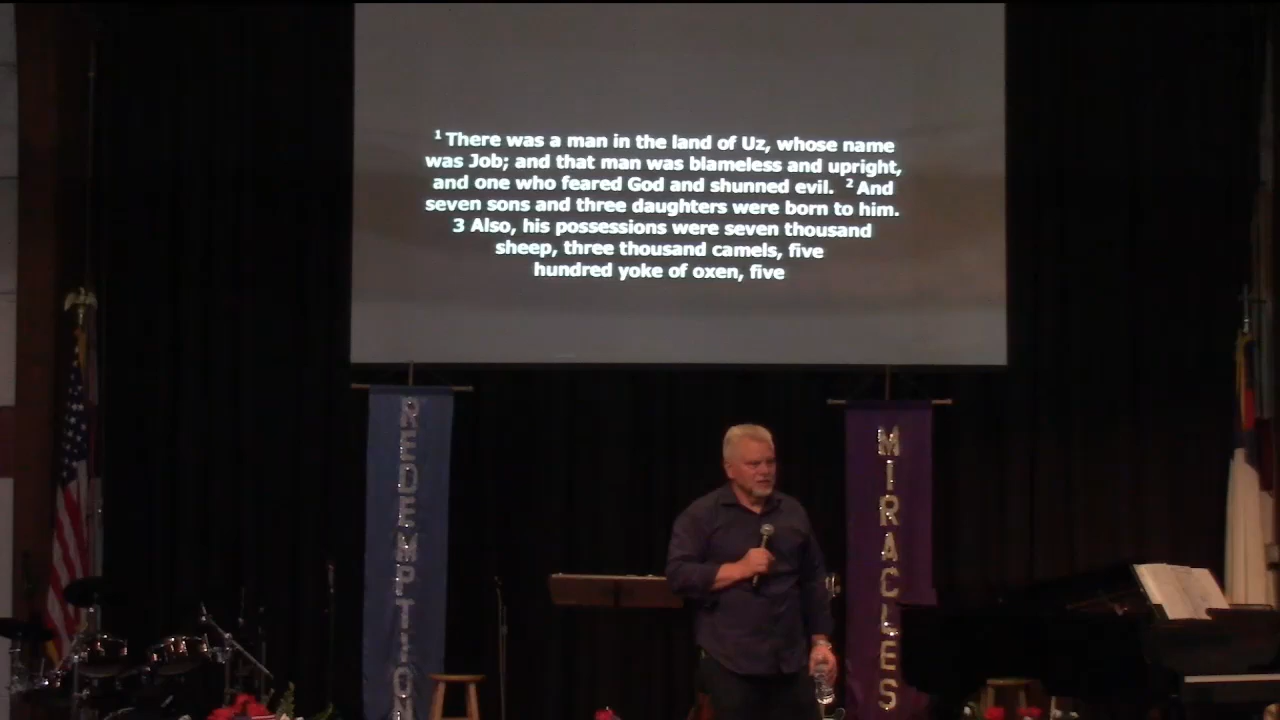 1 There was a man in the land of Uz, whose name
was Job; and that man was blameless and upright,
and one who feared God and shunned evil. 2 And
seven sons and three daughters were born to him.
3 Also, his possessions were seven thousand
sheep, three thousand camels, five
hundred yoke of oxen, five
REDEMPTION
MIRACLES